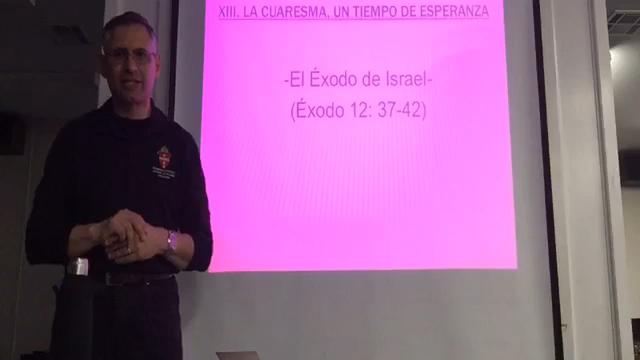 XIII. LA CUARESMA, UN TIEMPO DE ESPERANZA
-El Éxodo de Israel-
(Éxodo 12: 37-42)